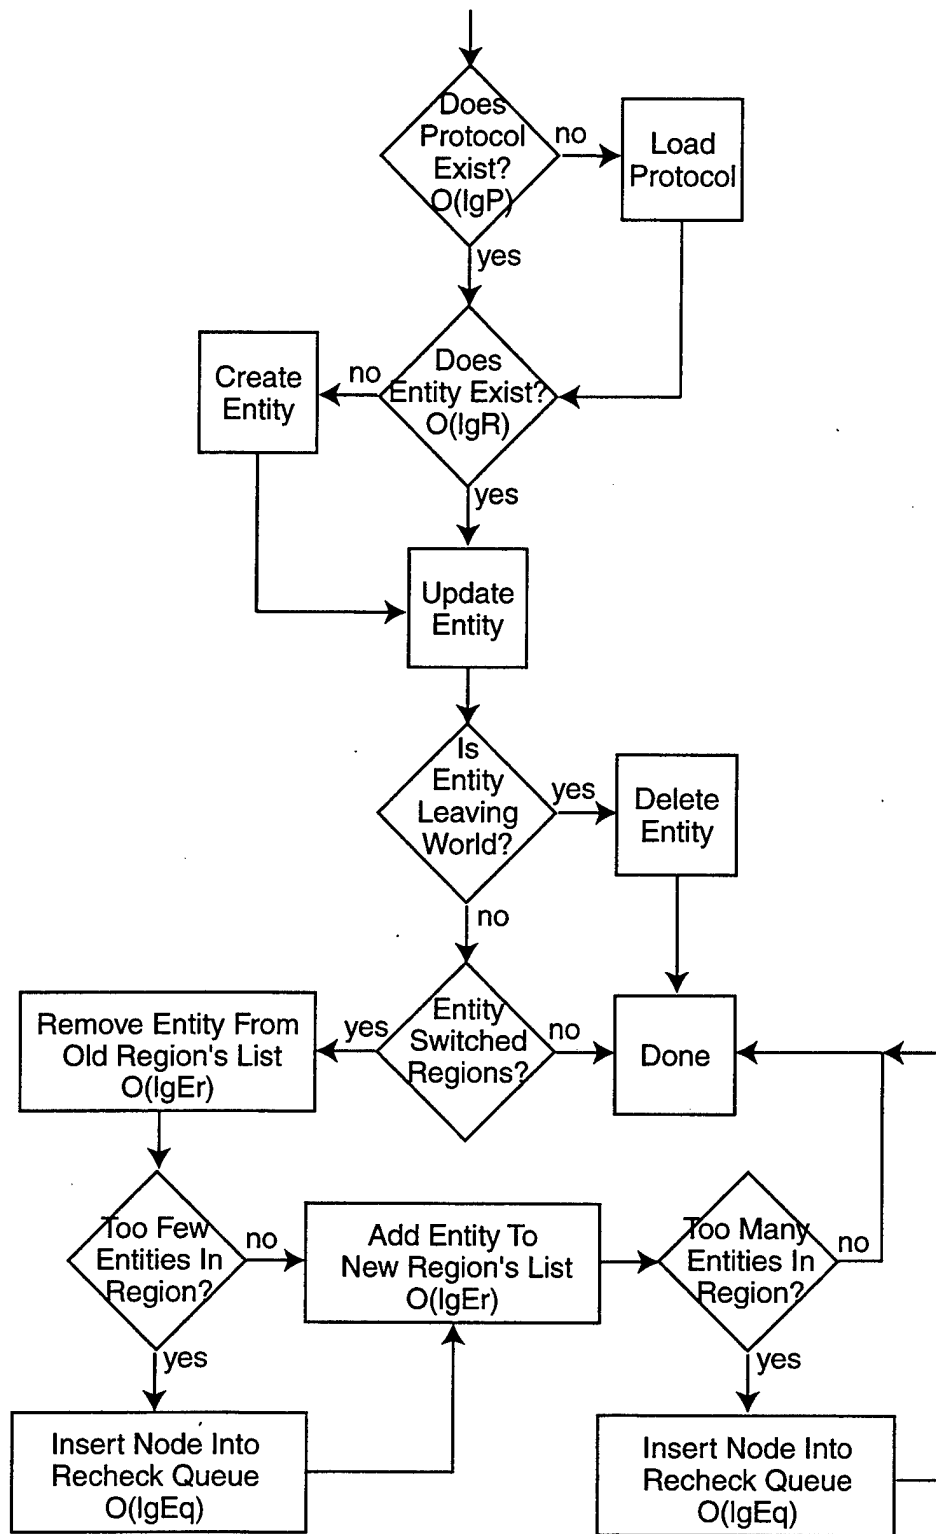 Does
Protocol
Exist?
O(lgP)
no
Load
Protocol
yes
Does
Entity Exist?
O(lgR)
no
Create
Entity
yes
Update
Entity
Is
Entity
Leaving
World?
yes
Delete
Entity
no
Entity
Switched
Regions?
yes
no
Remove Entity From
Old Region's List
O(lgEr)
Done
Too Few
Entities In
Region?
no
Add Entity To
New Region's List
O(lgEr)
Too Many
Entities In
Region?
no
yes
yes
Insert Node Into
Recheck Queue
O(lgEq)
Insert Node Into
Recheck Queue
O(lgEq)